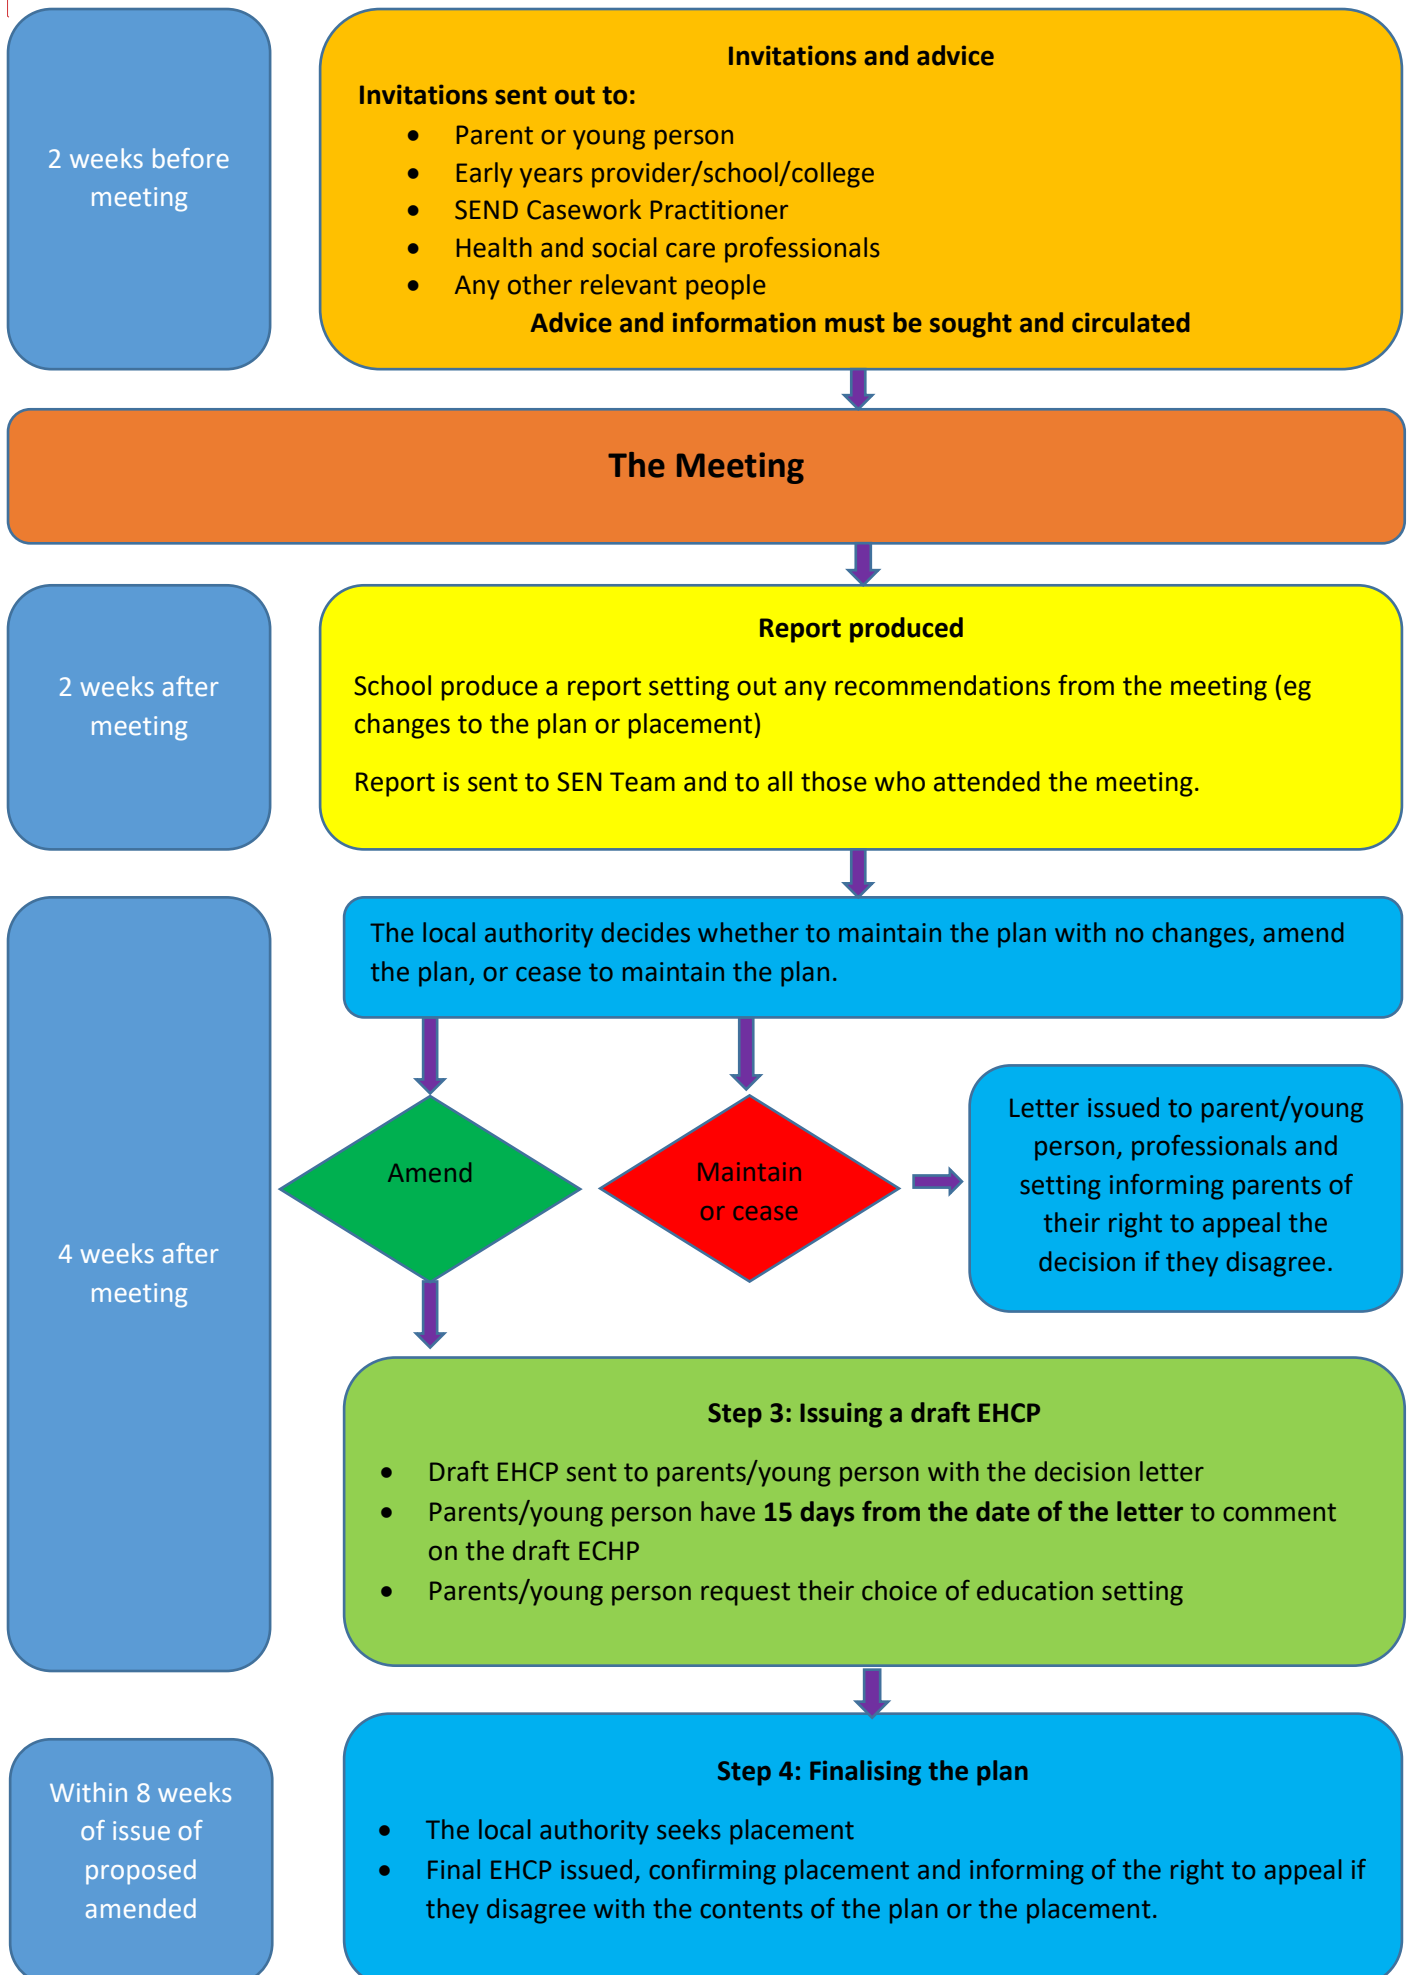 2 weeks before
meeting
Invitations and advice
Invitations sent out to:
• Parent or young person
• Early years provider/school/college
• SEND Casework Practitioner
• Health and social care professionals
• Any other relevant people
Advice and information must be sought and circulated
The Meeting
2 weeks after
meeting
Report produced
School produce a report setting out any recommendations from the meeting (eg
changes to the plan or placement)
Report is sent to SEN Team and to all those who attended the meeting.
4 weeks after
meeting
The local authority decides whether to maintain the plan with no changes, amend
the plan, or cease to maintain the plan.
Amend
Maintain
or cease
Letter issued to parent/young
person, professionals and
setting informing parents of
their right to appeal the
decision if they disagree.
Step 3: Issuing a draft EHCP
• Draft EHCP sent to parents/young person with the decision letter
• Parents/young person have 15 days from the date of the letter to comment
on the draft ECHP
• Parents/young person request their choice of education setting
Within 8 weeks
of issue of
proposed
amended
Step 4: Finalising the plan
• The local authority seeks placement
• Final EHCP issued, confirming placement and informing of the right to appeal if
they disagree with the contents of the plan or the placement.